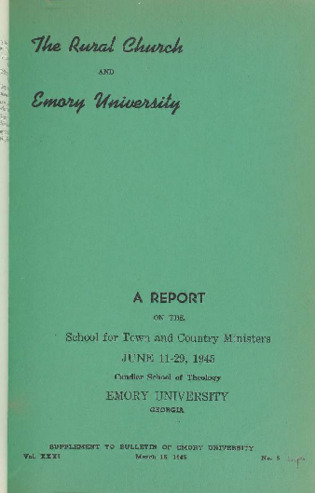 The Rural Church
AND
Emory University
A REPORT
ON THE
School for Town and Country Ministers
JUNE 11-29, 1945
Candler School of Theology
EMORY UNIVERSITY
GEORGIA
SUPPLEMENT TO BULLETIN OF EMORY UNIVERSITY
Vol. XXXI March 15, 1945 No. 5